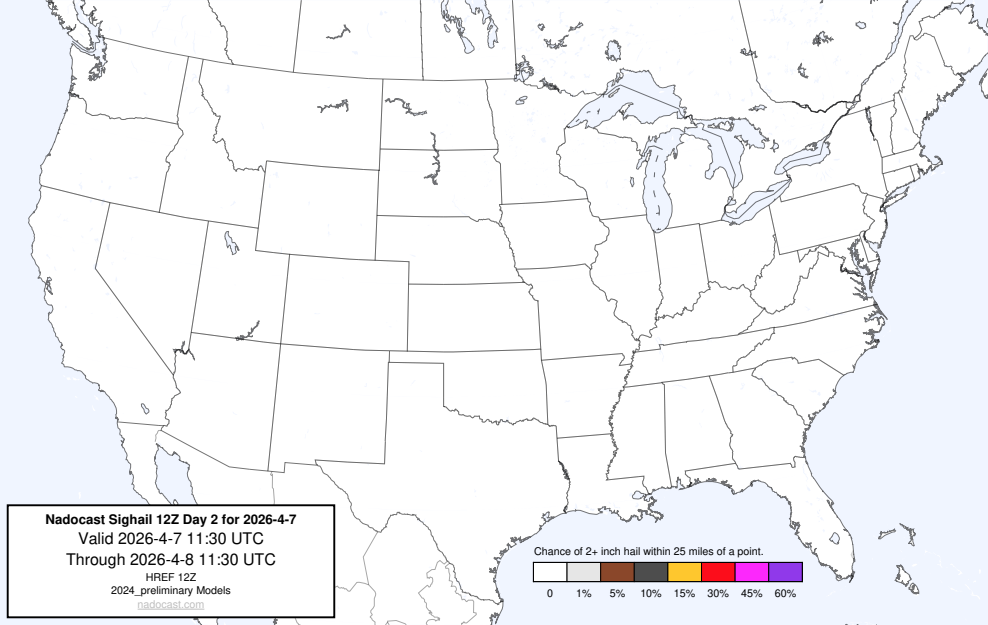 Nadocast Sighail 12Z Day 2 for 2026-4-7
Valid 2026-4-7 11:30 UTC
Through 2026-4-8 11:30 UTC
HREF 12Z
2024_preliminary Models
nadocast.com
Chance of 2+ inch hail within 25 miles of a point.
0 1% 5% 10% 15% 30% 45% 60%